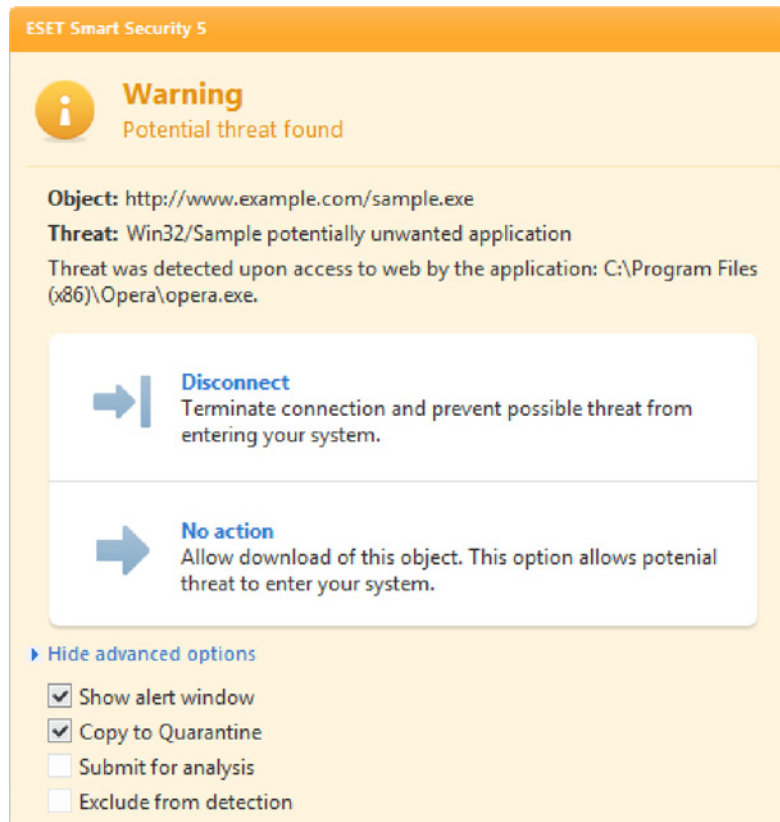 ESET Smart Security 5
Warning
Potential threat found
Object: http://www.example.com/sample.exe
Threat: Win32/Sample potentially unwanted application
Threat was detected upon access to web by the application: C:\Program Files
(x86)\Opera\opera.exe.
Disconnect
Terminate connection and prevent possible threat from
entering your system.
No action
Allow download of this object. This option allows potenial
threat to enter your system.
Hide advanced options
Show alert window
Copy to Quarantine
Submit for analysis
Exclude from detection